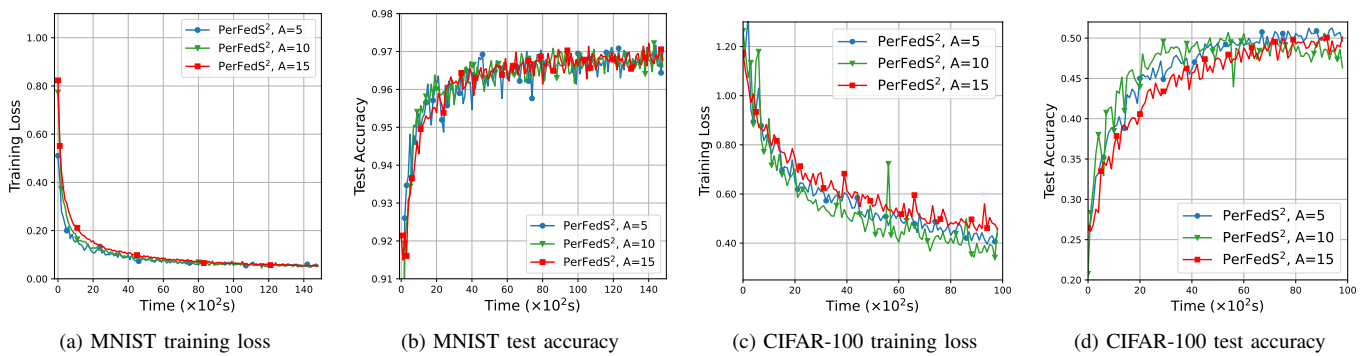 1.00
0.80
0.60
0.40
0.20
0.00
Training Loss
PerFedS², A=5
PerFedS², A=10
PerFedS², A=15
0 20 40 60 80 100 120 140
Time (×10²s)
(a) MNIST training loss
0.98
0.97
0.96
0.95
0.94
0.93
0.92
0.91
Test Accuracy
PerFedS², A=5
PerFedS², A=10
PerFedS², A=15
0 20 40 60 80 100 120 140
Time (×10²s)
(b) MNIST test accuracy
1.20
1.00
0.80
0.60
0.40
Training Loss
PerFedS², A=5
PerFedS², A=10
PerFedS², A=15
0 20 40 60 80 100
Time (×10²s)
(c) CIFAR-100 training loss
0.50
0.45
0.40
0.35
0.30
0.25
0.20
Test Accuracy
PerFedS², A=5
PerFedS², A=10
PerFedS², A=15
0 20 40 60 80 100
Time (×10²s)
(d) CIFAR-100 test accuracy